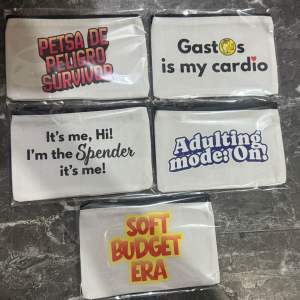 PETSA DE
PELIGRO
SURVIVOR
Gastos
is my cardio
It's me, Hi!
I'm the Spender
it's me!
Adulting
mode: On!
SOFT
BUDGET
ERA